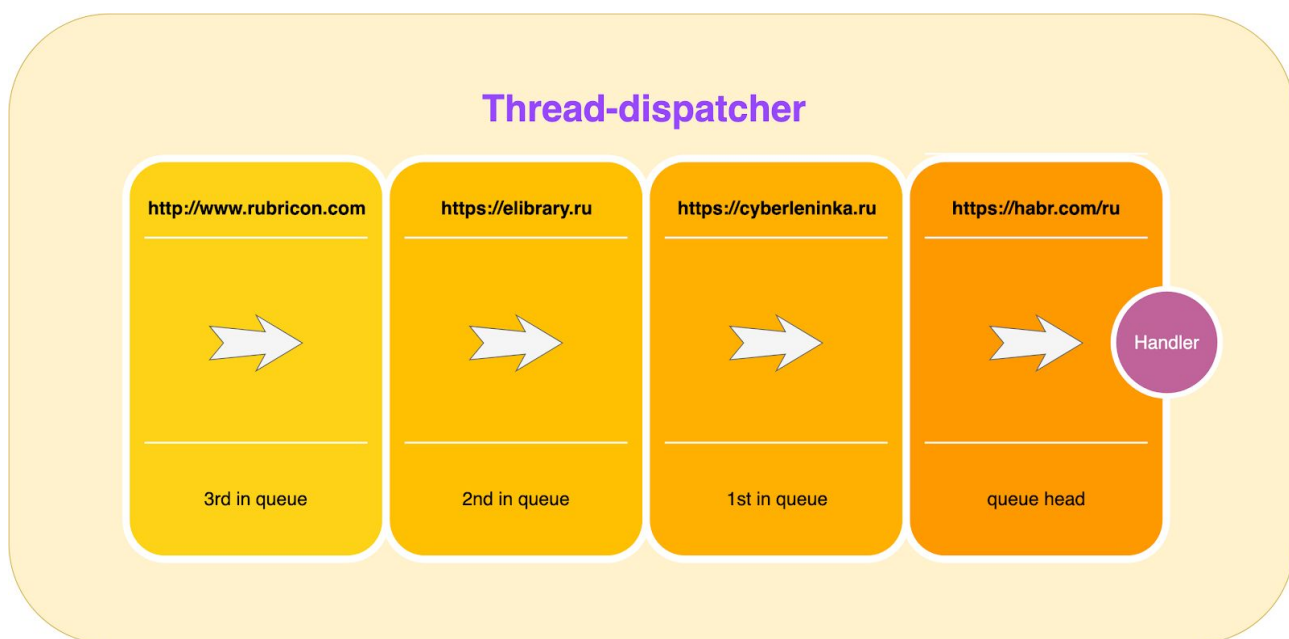 Thread-dispatcher
http://www.rubricon.com
https://elibrary.ru
https://cyberleninka.ru
https://habr.com/ru
Handler
3rd in queue
2nd in queue
1st in queue
queue head